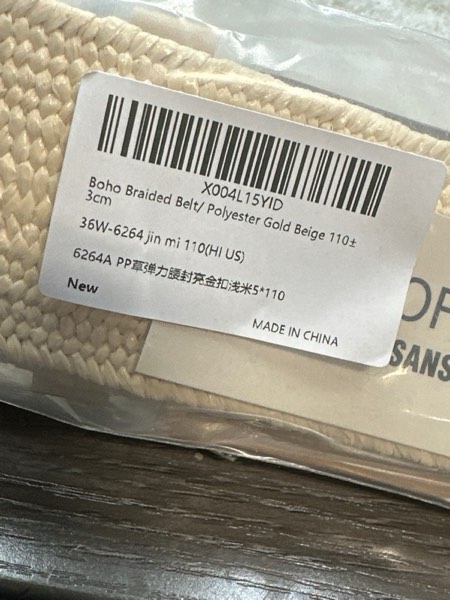 X004L15YID
Boho Braided Belt/ Polyester Gold Beige 110±
3cm
36W-6264 jin mi 110(HI US)
6264A PP草弹力腰封亮金扣浅米5*110
New
MADE IN CHINA
OF
SANS